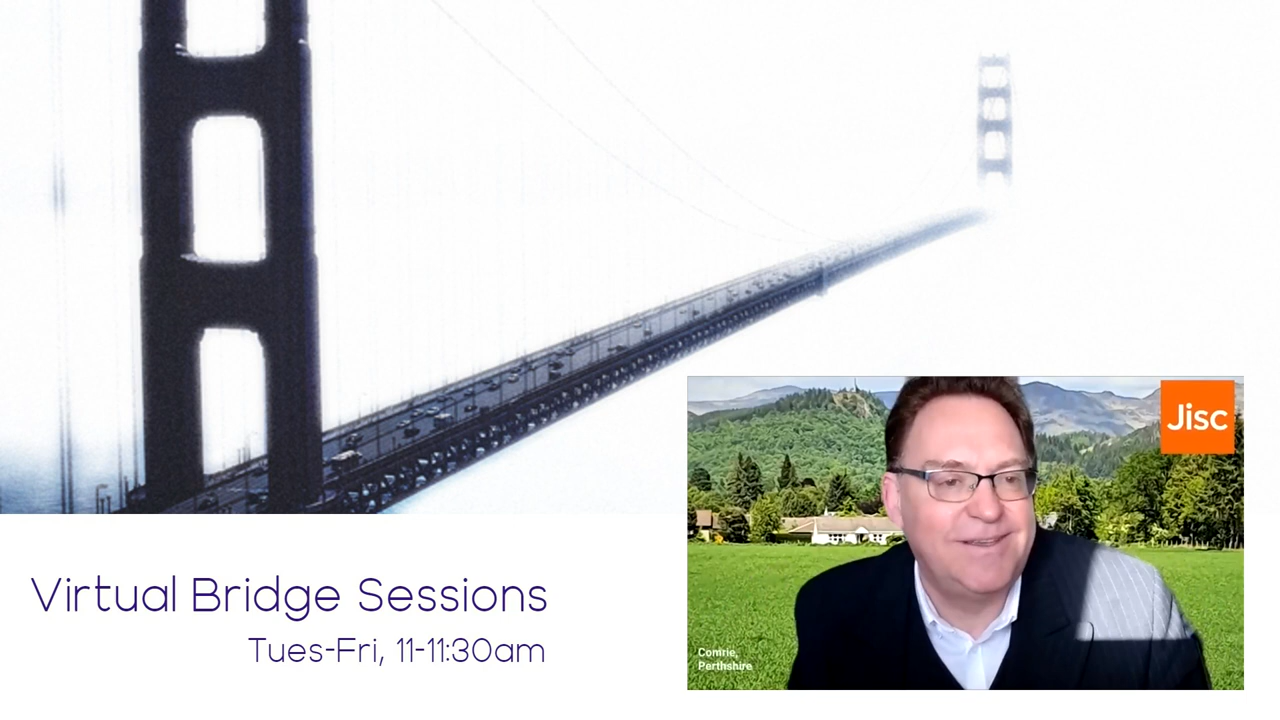 Jisc
Virtual Bridge Sessions
Tues-Fri, 11-11:30am
Comrie,
Perthshire